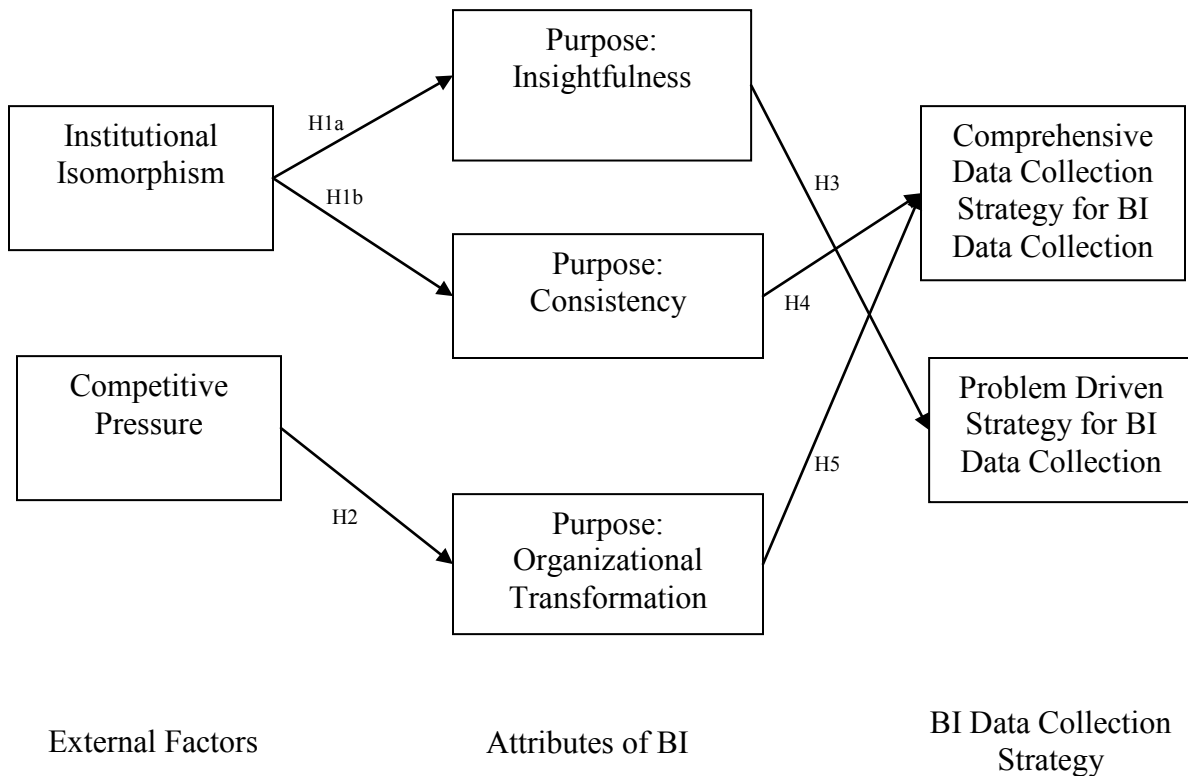 Purpose:
Insightfulness
Institutional
Isomorphism
H1a
H1b
Comprehensive
Data Collection
Strategy for BI
Data Collection
H3
Purpose:
Consistency
H4
Competitive
Pressure
H2
Problem Driven
Strategy for BI
Data Collection
H5
Purpose:
Organizational
Transformation
External Factors
Attributes of BI
BI Data Collection
Strategy